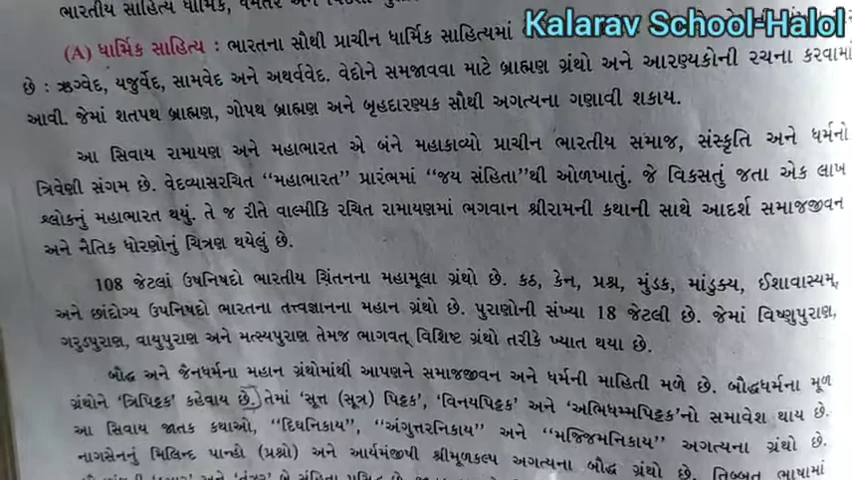 ભારતીય સાહિત્ય ધાર્મિક, ધર્મેતર અને
Kalarav School-Halol
(A) ધાર્મિક સાહિત્ય : ભારતના સૌથી પ્રાચીન ધાર્મિક સાહિત્યમાં
છે : ઋગ્વેદ, યજુર્વેદ, સામવેદ અને અથર્વવેદ. વેદોને સમજાવવા માટે બ્રાહ્મણ ગ્રંથો અને આરણ્યકોની રચના કરવામાં
આવી. જેમાં શતપથ બ્રાહ્મણ, ગોપથ બ્રાહ્મણ અને બૃહદારણ્યક સૌથી અગત્યના ગણાવી શકાય.
આ સિવાય રામાયણ અને મહાભારત એ બંને મહાકાવ્યો પ્રાચીન ભારતીય સમાજ, સંસ્કૃતિ અને ધર્મનો
ત્રિવેણી સંગમ છે. વેદવ્યાસરચિત “મહાભારત” પ્રારંભમાં “જય સંહિતા”થી ઓળખાતું. જે વિકસતું જતા એક લાખ
શ્લોકનું મહાભારત થયું. તે જ રીતે વાલ્મીકિ રચિત રામાયણમાં ભગવાન શ્રીરામની કથાની સાથે આદર્શ સમાજજીવન
અને નૈતિક ધોરણોનું ચિત્રણ થયેલું છે.
108 જેટલાં ઉપનિષદો ભારતીય ચિંતનના મહામૂલા ગ્રંથો છે. કઠ, કેન, પ્રશ્ન, મુંડક, માંડુક્ય, ઈશાવાસ્યમ્,
અને છાંદોગ્ય ઉપનિષદો ભારતના તત્ત્વજ્ઞાનના મહાન ગ્રંથો છે. પુરાણોની સંખ્યા 18 જેટલી છે. જેમાં વિષ્ણુપુરાણ,
ગરુડપુરાણ, વાયુપુરાણ અને મત્સ્યપુરાણ તેમજ ભાગવત્ વિશિષ્ટ ગ્રંથો તરીકે ખ્યાત થયા છે.
બૌદ્ધ અને જૈનધર્મના મહાન ગ્રંથોમાંથી આપણને સમાજજીવન અને ધર્મની માહિતી મળે છે. બૌદ્ધધર્મના મૂળ
ગ્રંથોને ‘ત્રિપિટ્ટક’ કહેવાય છે. તેમાં ‘સૂત્ત (સૂત્ર) પિટ્ટક’, ‘વિનયપિટ્ટક’ અને ‘અભિધમ્મપિટ્ટક’નો સમાવેશ થાય છે.
આ સિવાય જાતક કથાઓ, “દિઘનિકાય”, “અંગુત્તરનિકાય” અને “મજ્જિમનિકાય” અગત્યના ગ્રંથો છે.
નાગસેનનું મિલિન્દ પાન્હો (પ્રશ્નો) અને આર્યમંજીપી શ્રીમૂળકલ્પ અગત્યના બૌદ્ધ ગ્રંથો છે. તિબ્બત ભાષામાં